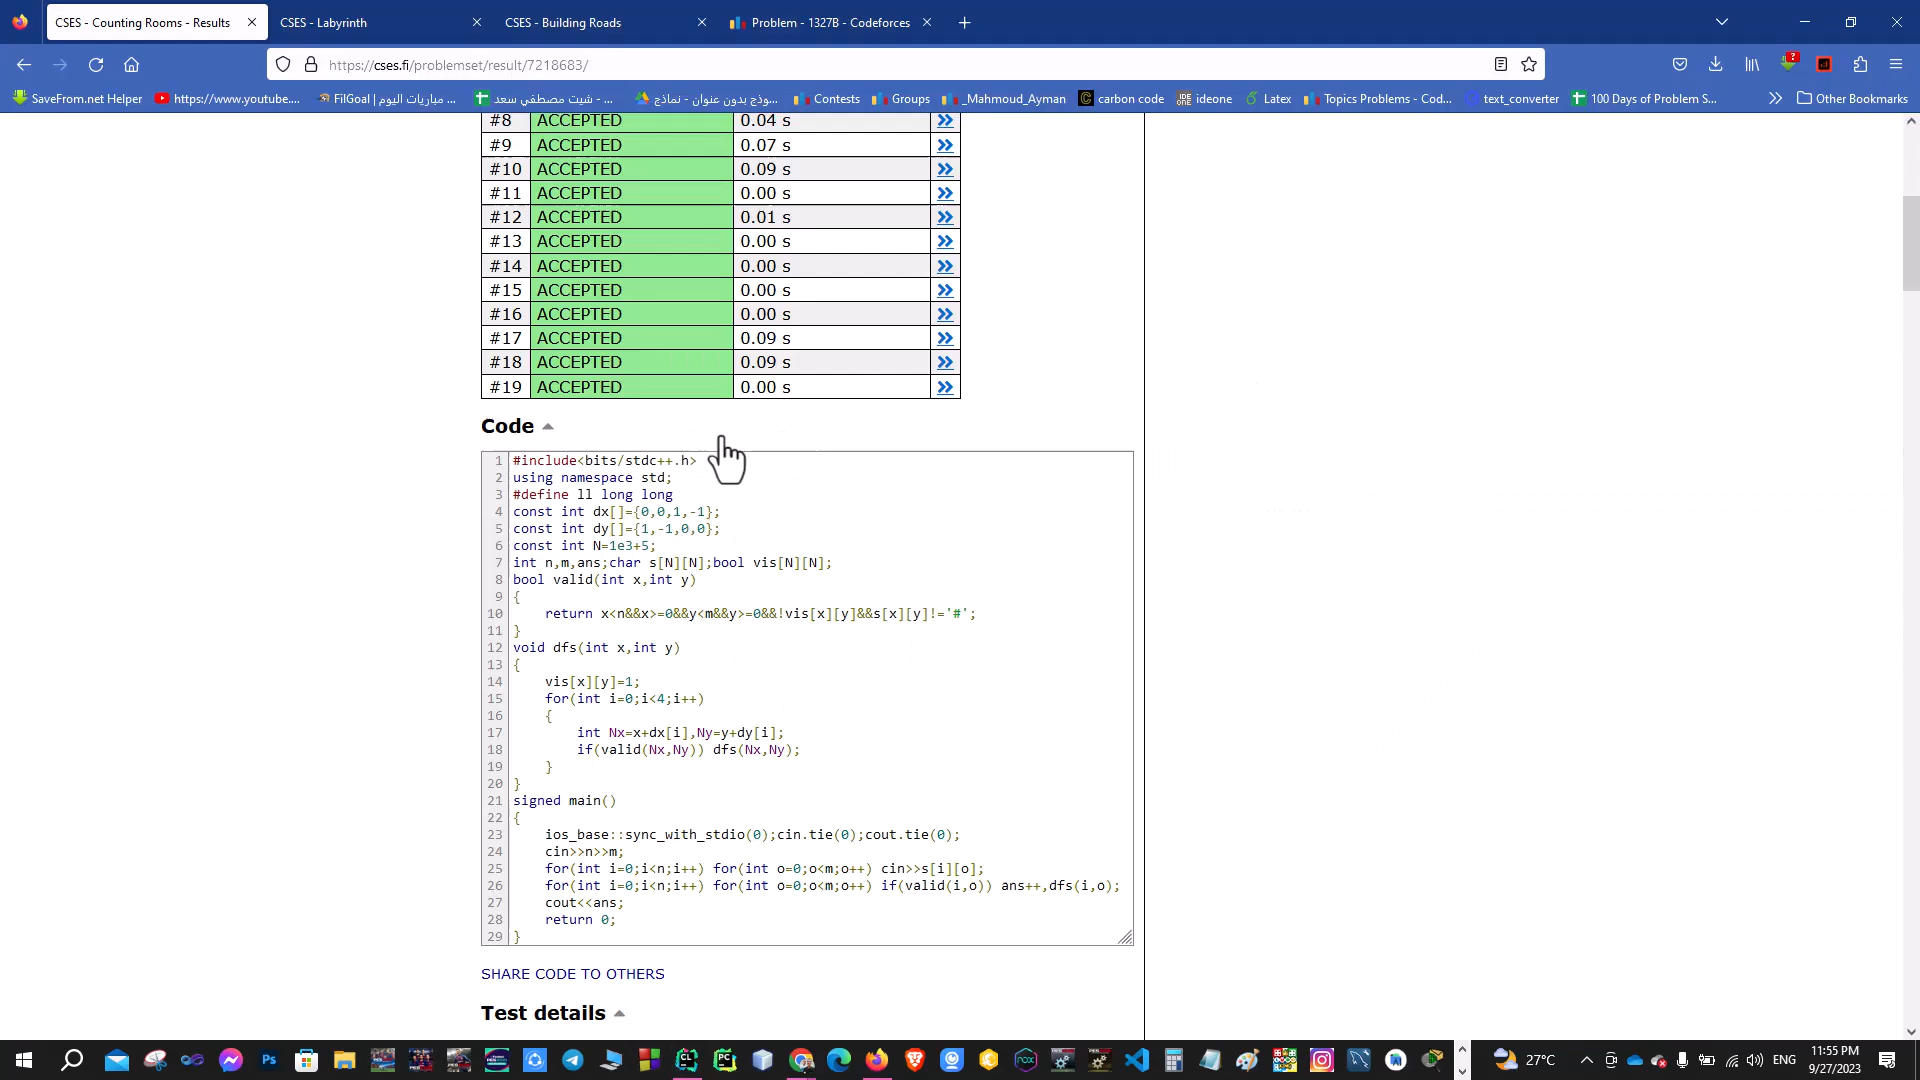 CSES - Counting Rooms - Results
CSES - Labyrinth
CSES - Building Roads
Problem - 1327B - Codeforces
https://cses.fi/problemset/result/7218683/
SaveFrom.net Helper
https://www.youtube....
FilGoal | مباريات اليوم ...
شيت مصطفي سعد - ...
Contests
Groups
_Mahmoud_Ayman
carbon code
ideone
Latex
Topics Problems - Cod...
text_converter
100 Days of Problem S...
Other Bookmarks
#8 ACCEPTED 0.04 s
#9 ACCEPTED 0.07 s
#10 ACCEPTED 0.09 s
#11 ACCEPTED 0.00 s
#12 ACCEPTED 0.01 s
#13 ACCEPTED 0.00 s
#14 ACCEPTED 0.00 s
#15 ACCEPTED 0.00 s
#16 ACCEPTED 0.00 s
#17 ACCEPTED 0.09 s
#18 ACCEPTED 0.09 s
#19 ACCEPTED 0.00 s
Code
1 #include<bits/stdc++.h>
2 using namespace std;
3 #define ll long long
4 const int dx[]={0,0,1,-1};
5 const int dy[]={1,-1,0,0};
6 const int N=1e3+5;
7 int n,m,ans;char s[N][N];bool vis[N][N];
8 bool valid(int x,int y)
9 {
10     return x<n&&x>=0&&y<m&&y>=0&&!vis[x][y]&&s[x][y]!='#';
11 }
12 void dfs(int x,int y)
13 {
14     vis[x][y]=1;
15     for(int i=0;i<4;i++)
16     {
17         int Nx=x+dx[i],Ny=y+dy[i];
18         if(valid(Nx,Ny)) dfs(Nx,Ny);
19     }
20 }
21 signed main()
22 {
23     ios_base::sync_with_stdio(0);cin.tie(0);cout.tie(0);
24     cin>>n>>m;
25     for(int i=0;i<n;i++) for(int o=0;o<m;o++) cin>>s[i][o];
26     for(int i=0;i<n;i++) for(int o=0;o<m;o++) if(valid(i,o)) ans++,dfs(i,o);
27     cout<<ans;
28     return 0;
29 }
SHARE CODE TO OTHERS
Test details
27°C
ENG
11:55 PM
9/27/2023